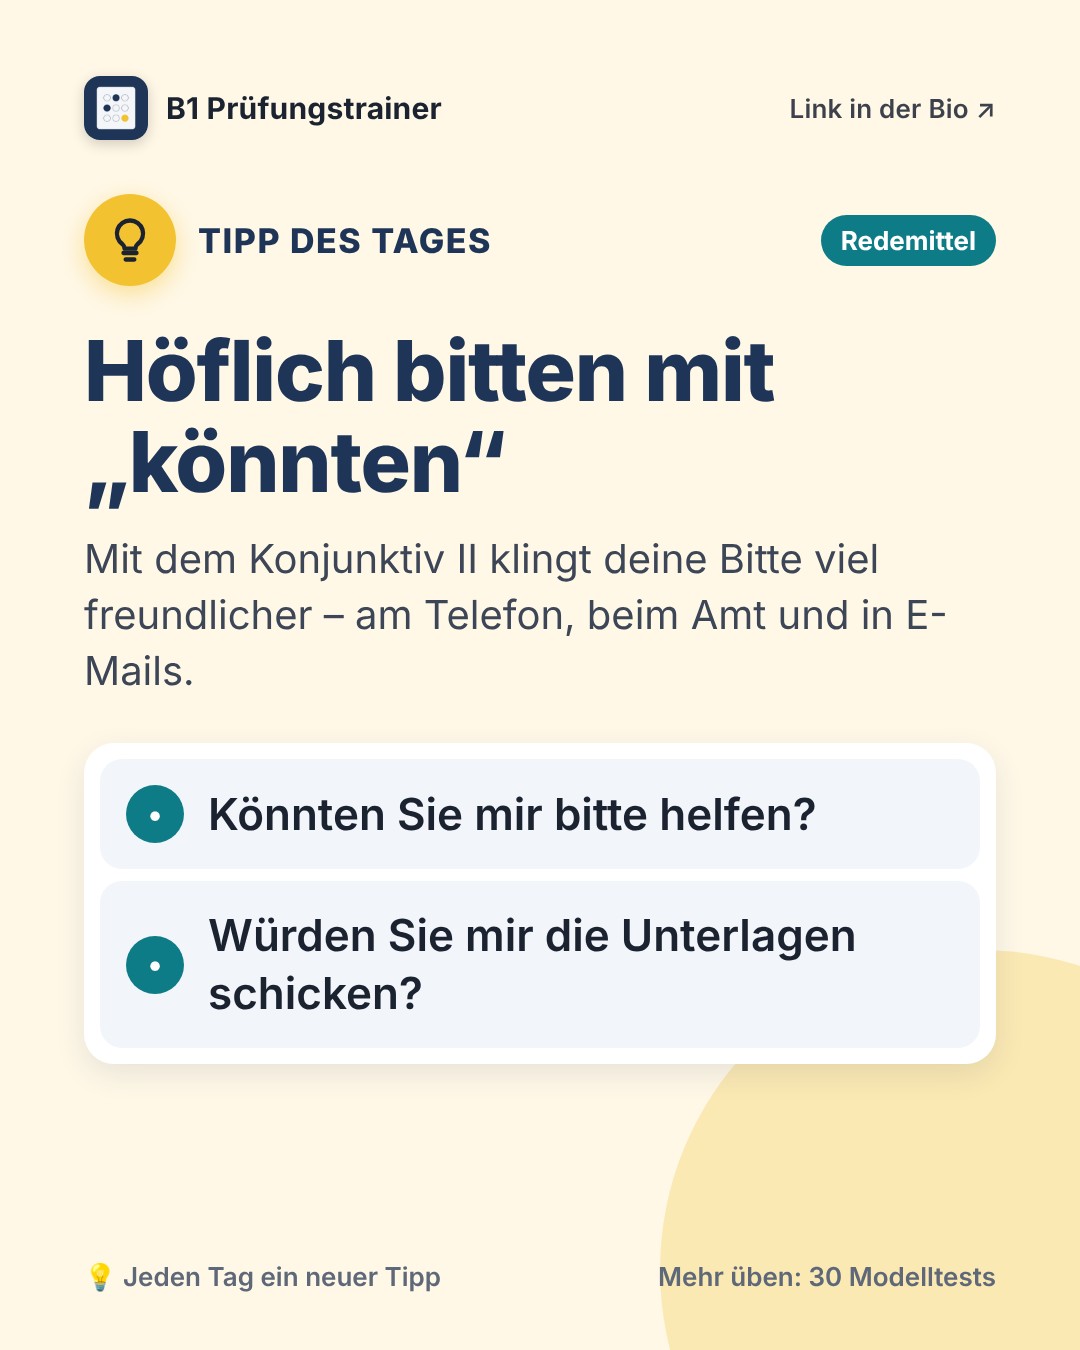 B1 Prüfungstrainer
Link in der Bio ↗
TIPP DES TAGES
Redemittel
Höflich bitten mit
„könnten“
Mit dem Konjunktiv II klingt deine Bitte viel
freundlicher – am Telefon, beim Amt und in E-
Mails.
Könnten Sie mir bitte helfen?
Würden Sie mir die Unterlagen
schicken?
💡 Jeden Tag ein neuer Tipp
Mehr üben: 30 Modelltests